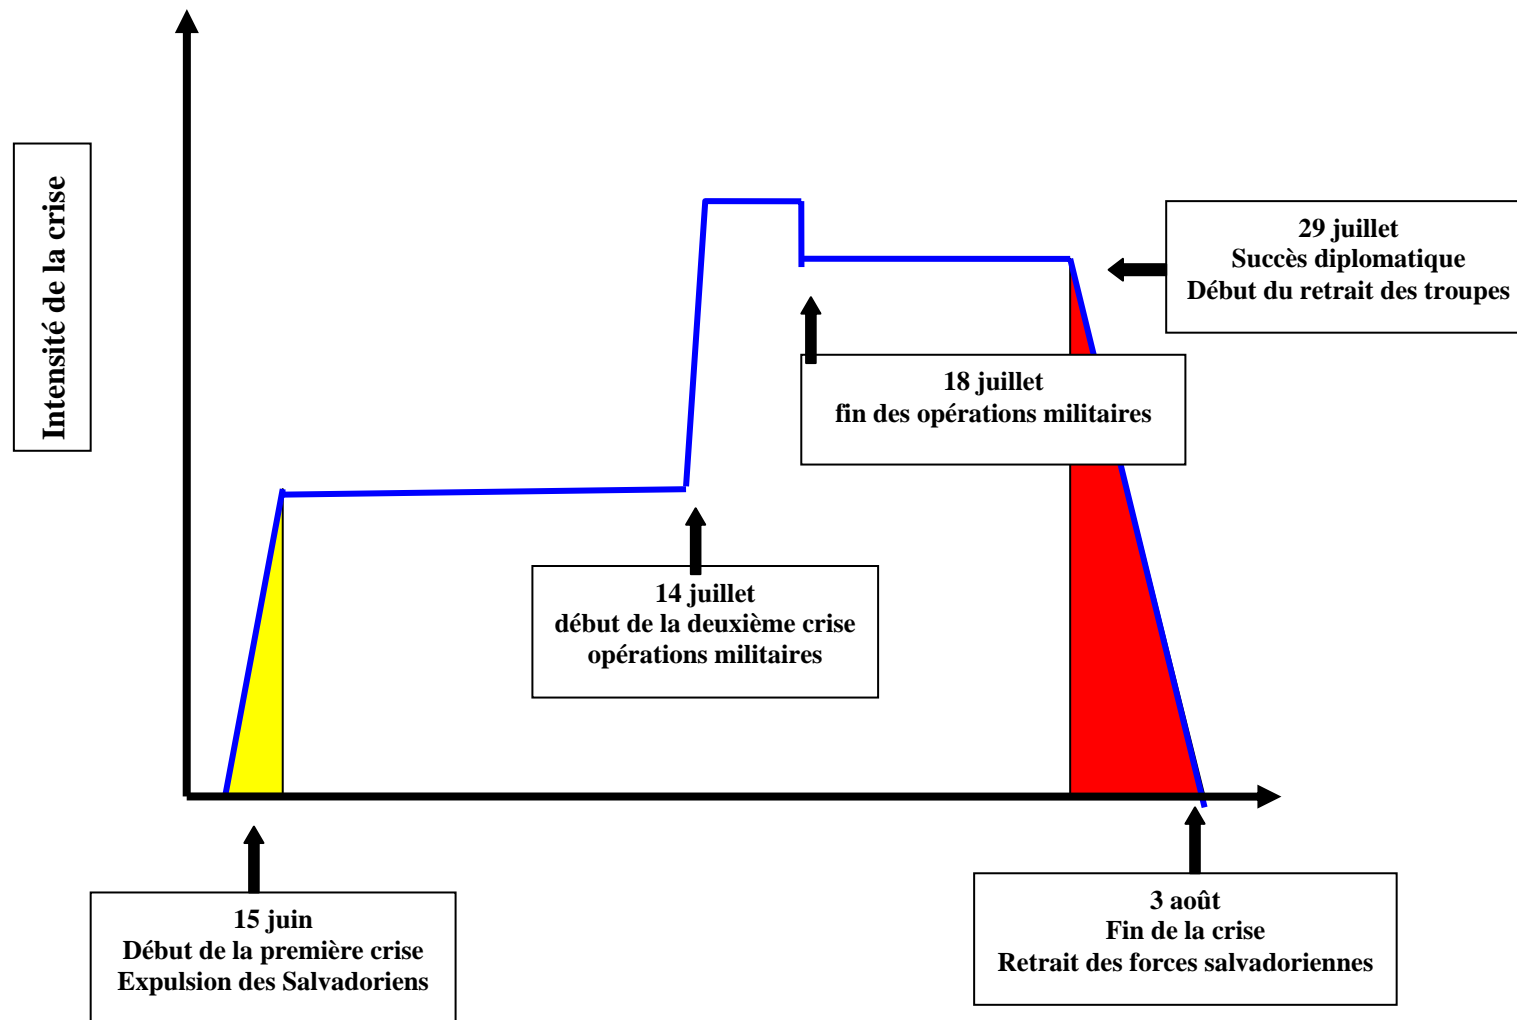 Intensité de la crise
29 juillet
Succès diplomatique
Début du retrait des troupes
18 juillet
fin des opérations militaires
14 juillet
début de la deuxième crise
opérations militaires
15 juin
Début de la première crise
Expulsion des Salvadoriens
3 août
Fin de la crise
Retrait des forces salvadoriennes